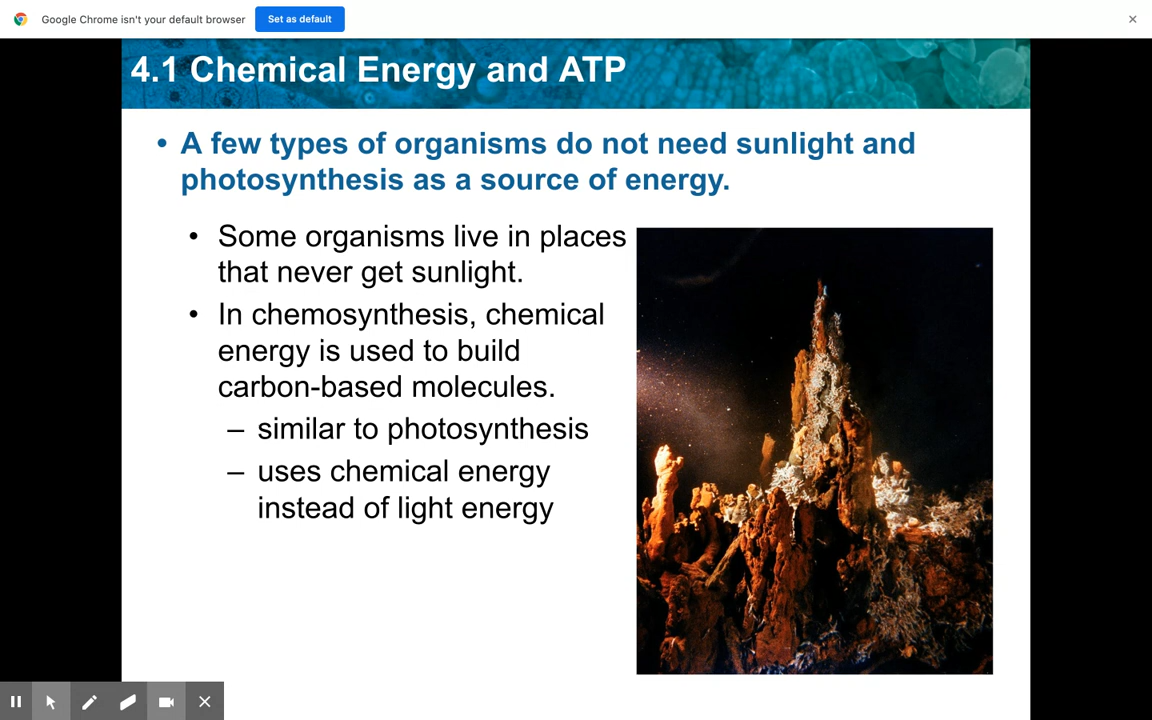 Google Chrome isn't your default browser
Set as default
4.1 Chemical Energy and ATP
• A few types of organisms do not need sunlight and
photosynthesis as a source of energy.
• Some organisms live in places
that never get sunlight.
• In chemosynthesis, chemical
energy is used to build
carbon-based molecules.
– similar to photosynthesis
– uses chemical energy
instead of light energy